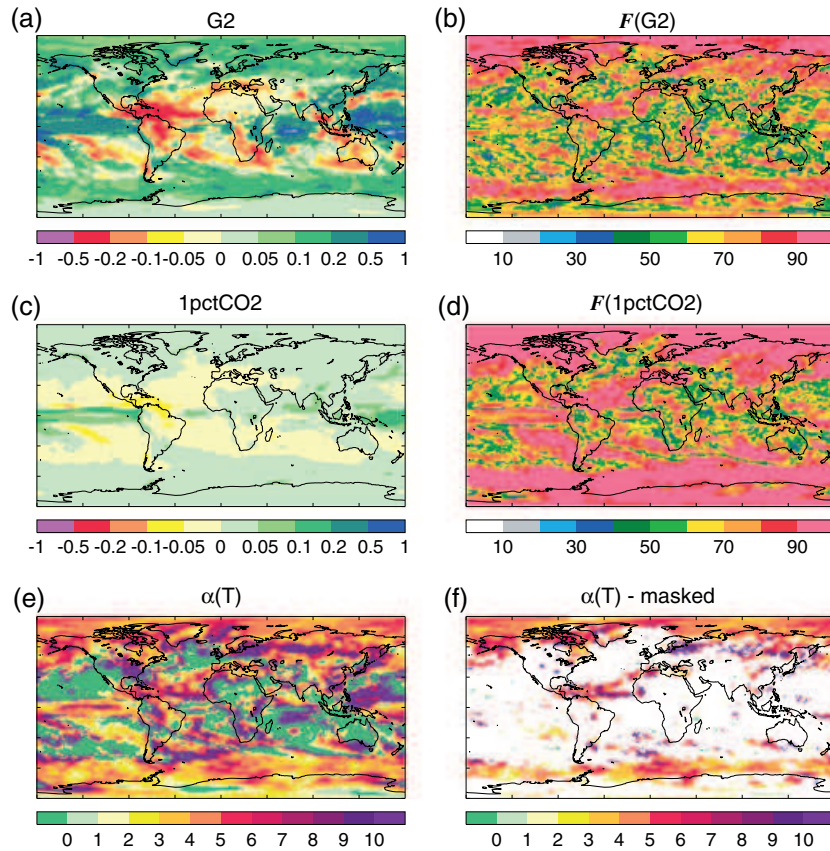 (a) G2
(b) F(G2)
-1 -0.5 -0.2 -0.1 -0.05 0 0.05 0.1 0.2 0.5 1
10 30 50 70 90
(c) 1pctCO2
(d) F(1pctCO2)
-1 -0.5 -0.2 -0.1 -0.05 0 0.05 0.1 0.2 0.5 1
10 30 50 70 90
(e) α(T)
(f) α(T) - masked
0 1 2 3 4 5 6 7 8 9 10
0 1 2 3 4 5 6 7 8 9 10